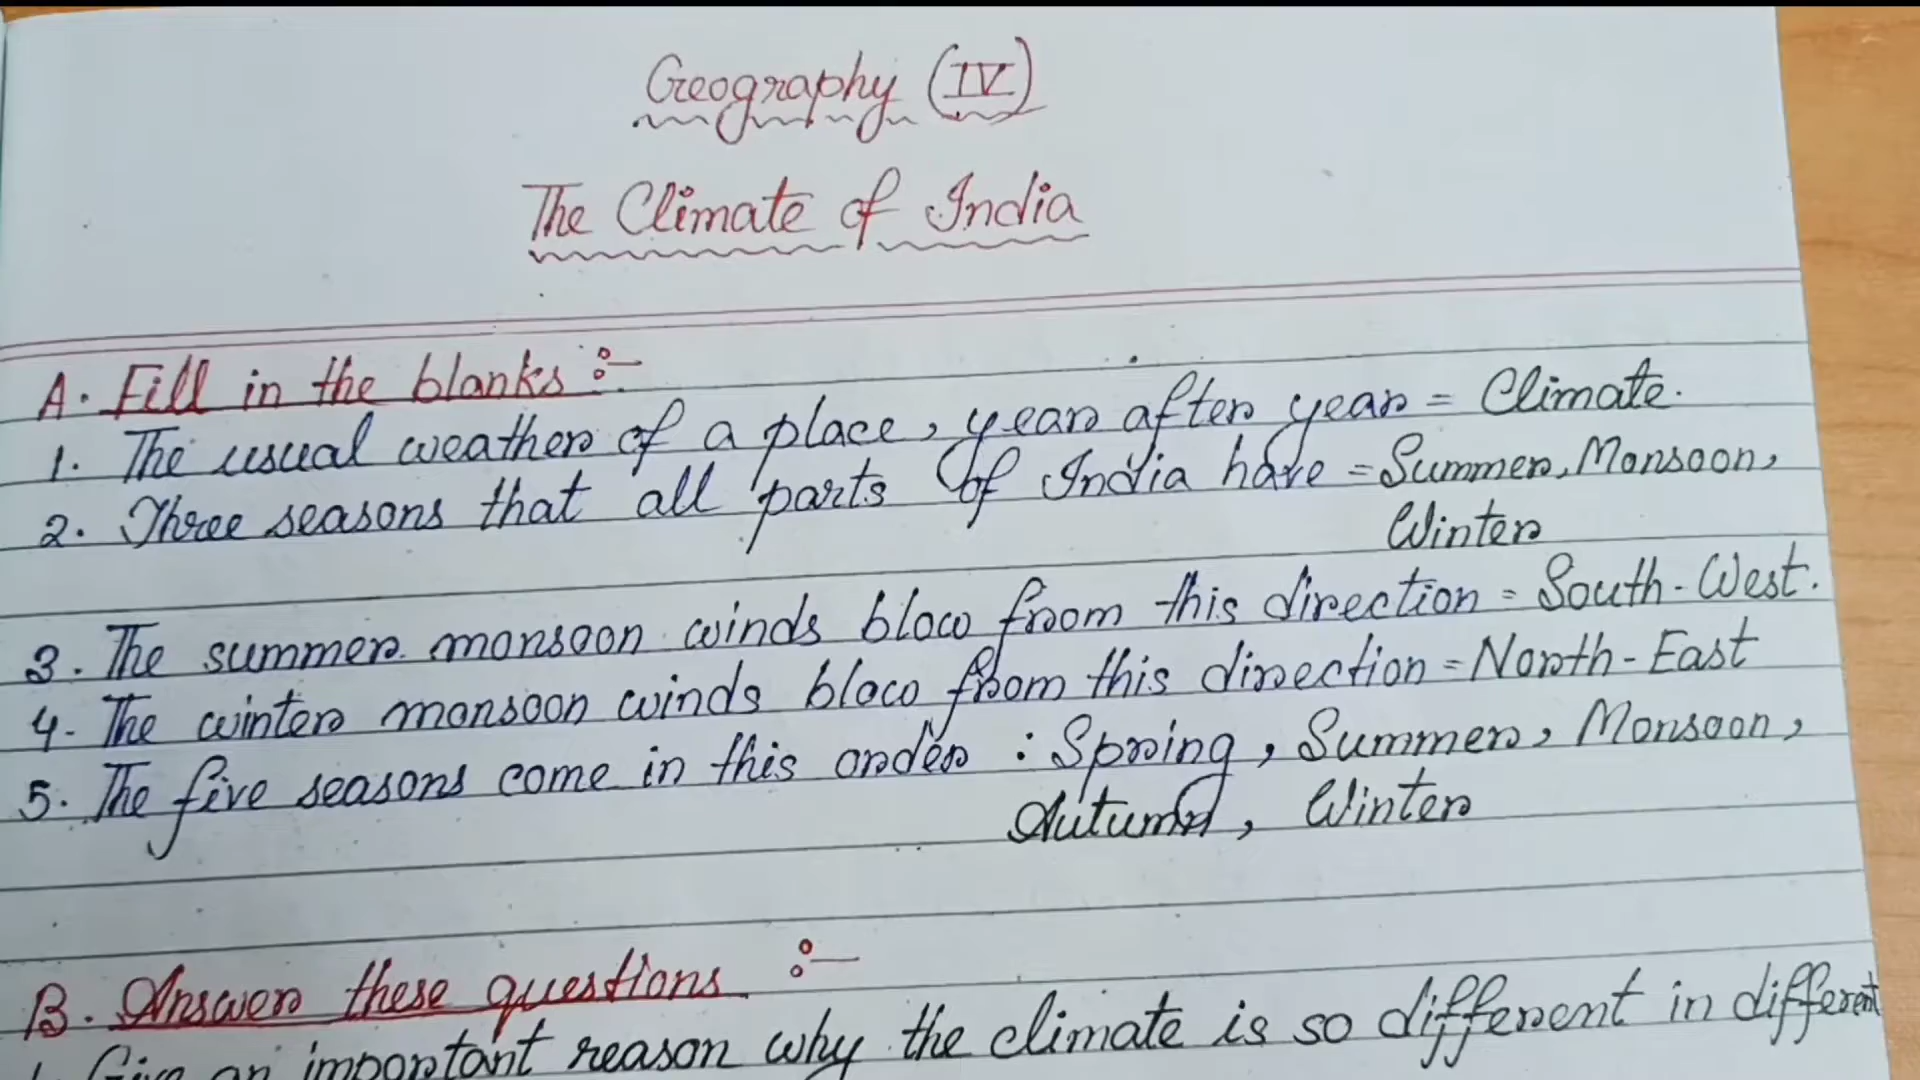 Geography (IV)
The Climate of India
A. Fill in the blanks :-
1. The usual weather of a place, year after year = Climate.
2. Three seasons that all parts of India have = Summer, Monsoon,
Winter
3. The summer monsoon winds blow from this direction = South-West.
4. The winter monsoon winds blow from this direction = North-East
5. The five seasons come in this order : Spring, Summer, Monsoon,
Autumn, Winter
B. Answer these questions :-
1. Give an important reason why the climate is so different in different